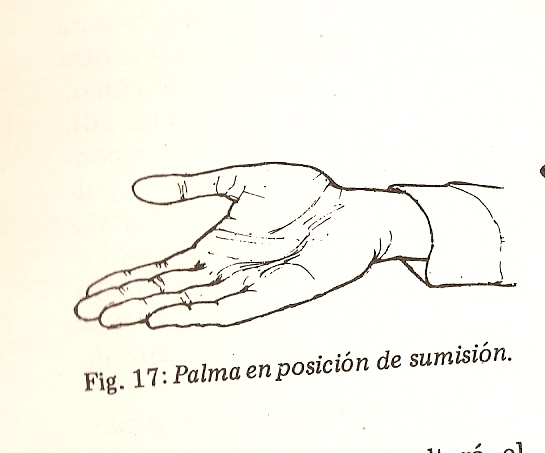 Fig. 17: Palma en posición de sumisión.